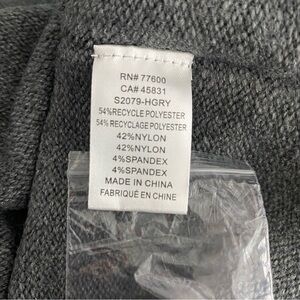 RN# 77600
CA# 45831
S2079-HGRY
54%RECYCLE POLYESTER
54% RECYCLAGE POLYESTER
42%NYLON
42%NYLON
4%SPANDEX
4%SPANDEX
MADE IN CHINA
FABRIQUÉ EN CHINE